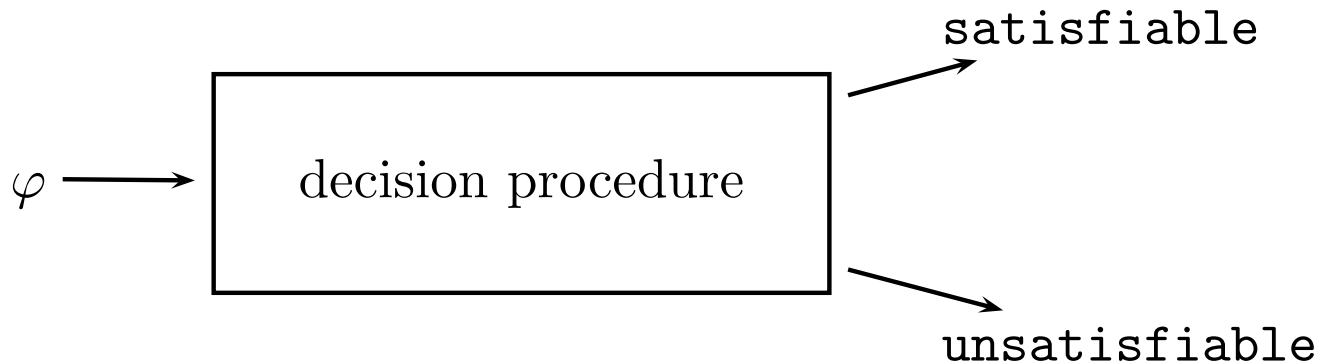 satisfiable
φ
decision procedure
unsatisfiable